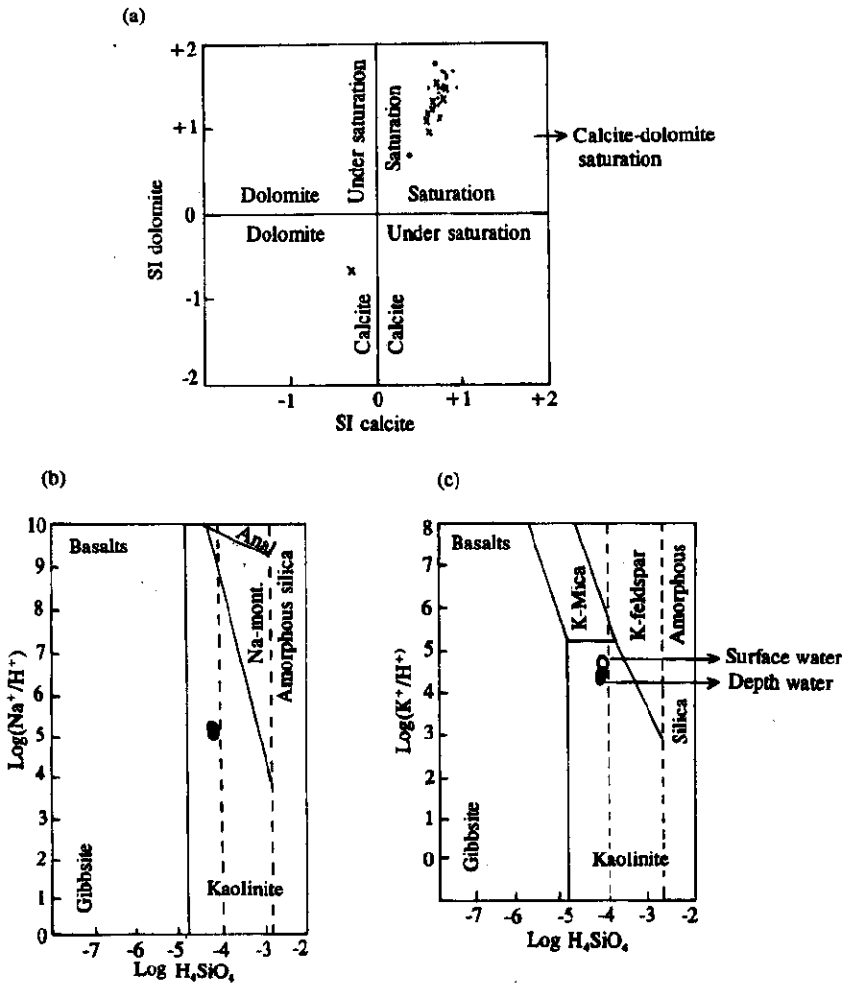 (a)
+2
+1
0
-1
-2
SI dolomite
Under saturation
Saturation
Dolomite
Saturation
Dolomite
Under saturation
Calcite
Calcite
Calcite-dolomite
saturation
-1
0
+1
+2
SI calcite
(b)
10
9
8
7
6
5
4
3
2
1
0
Log(Na⁺/H⁺)
Basalts
Anal
Na-mont.
Amorphous silica
Gibbsite
Kaolinite
-7
-6
-5
-4
-3
-2
Log H₄SiO₄
(c)
8
7
6
5
4
3
2
1
0
Log(K⁺/H⁺)
Basalts
K-Mica
K-feldspar
Amorphous
Silica
Surface water
Depth water
Gibbsite
Kaolinite
-7
-6
-5
-4
-3
-2
Log H₄SiO₄